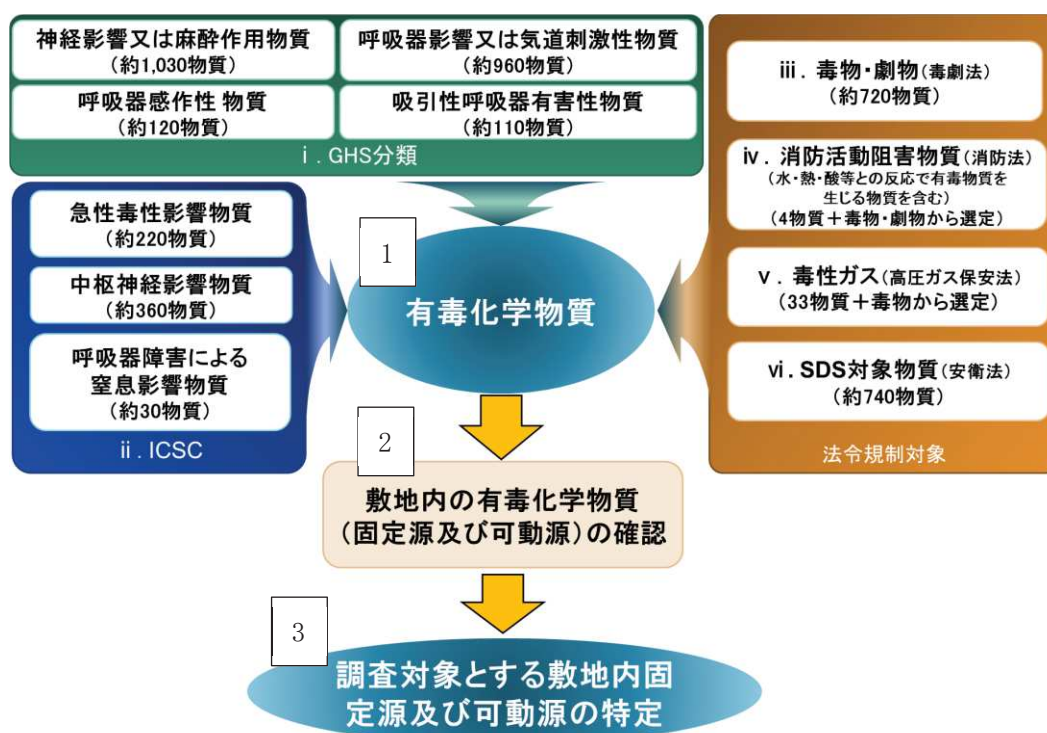 神経影響又は麻酔作用物質
(約1,030物質)
呼吸器影響又は気道刺激性物質
(約960物質)
呼吸器感作性 物質
(約120物質)
吸引性呼吸器有害性物質
(約110物質)
ⅰ. GHS分類
急性毒性影響物質
(約220物質)
中枢神経影響物質
(約360物質)
呼吸器障害による
窒息影響物質
(約30物質)
ⅱ. ICSC
ⅲ. 毒物・劇物(毒劇法)
(約720物質)
ⅳ. 消防活動阻害物質(消防法)
(水・熱・酸等との反応で有毒物質を
生じる物質を含む)
(4物質+毒物・劇物から選定)
ⅴ. 毒性ガス(高圧ガス保安法)
(33物質+毒物から選定)
ⅵ. SDS対象物質(安衛法)
(約740物質)
法令規制対象
1
有毒化学物質
2
敷地内の有毒化学物質
(固定源及び可動源)の確認
3
調査対象とする敷地内固
定源及び可動源の特定